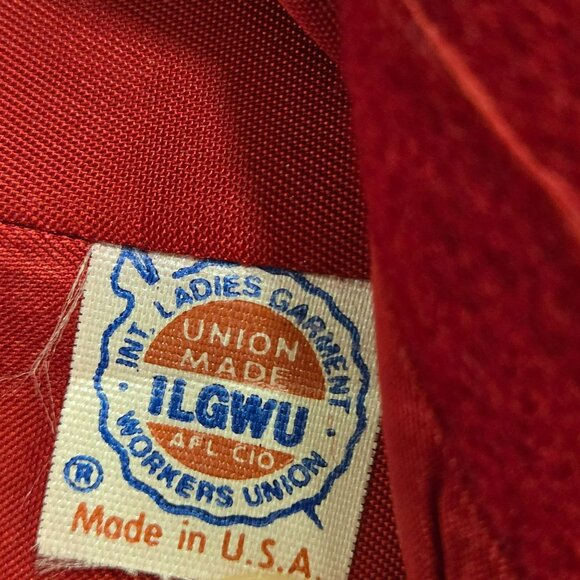 INT. LADIES GARMENT
UNION
MADE
· ILGWU ·
AFL CIO
WORKERS UNION
®
Made in U.S.A.